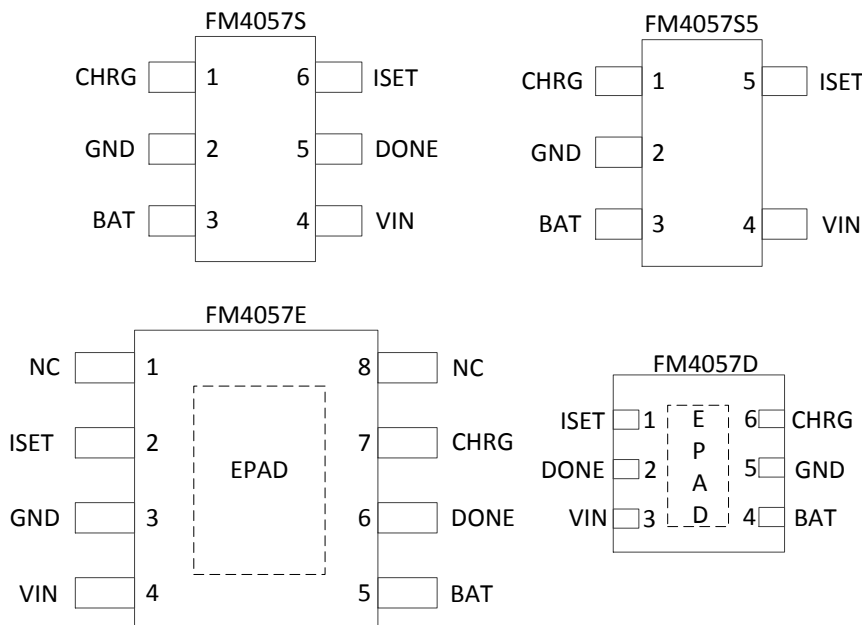 FM4057S
CHRG 1 6 ISET
GND 2 5 DONE
BAT 3 4 VIN
FM4057S5
CHRG 1 5 ISET
GND 2
BAT 3 4 VIN
FM4057E
NC 1 8 NC
ISET 2 7 CHRG
EPAD
GND 3 6 DONE
VIN 4 5 BAT
FM4057D
ISET 1 E 6 CHRG
P
DONE 2 5 GND
A
VIN 3 D 4 BAT